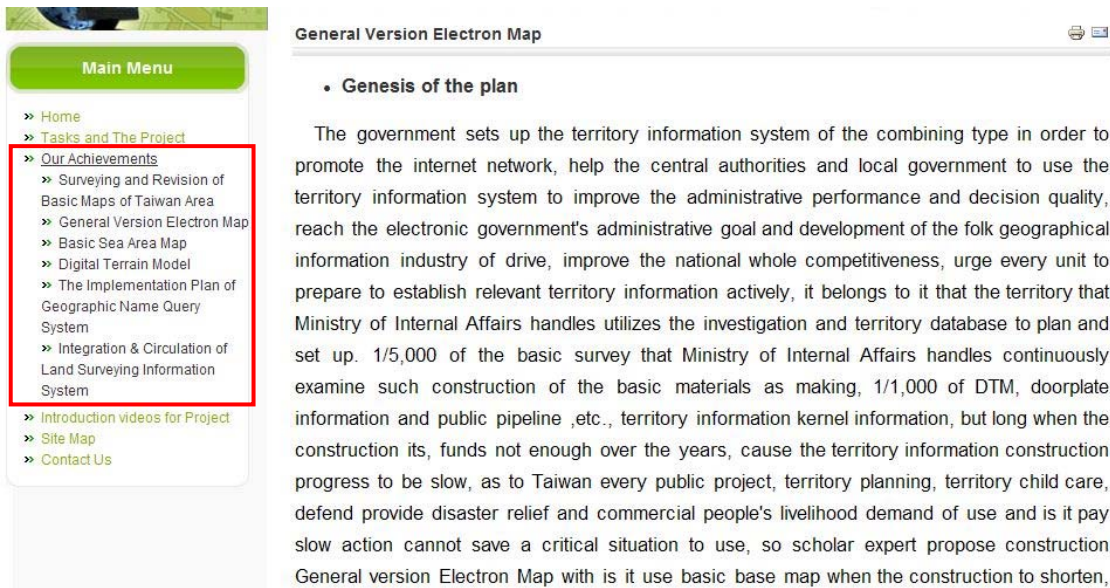 General Version Electron Map
Main Menu
» Home
» Tasks and The Project
» Our Achievements
» Surveying and Revision of
Basic Maps of Taiwan Area
» General Version Electron Map
» Basic Sea Area Map
» Digital Terrain Model
» The Implementation Plan of
Geographic Name Query
System
» Integration & Circulation of
Land Surveying Information
System
» Introduction videos for Project
» Site Map
» Contact Us
• Genesis of the plan
The government sets up the territory information system of the combining type in order to
promote the internet network, help the central authorities and local government to use the
territory information system to improve the administrative performance and decision quality,
reach the electronic government's administrative goal and development of the folk geographical
information industry of drive, improve the national whole competitiveness, urge every unit to
prepare to establish relevant territory information actively, it belongs to it that the territory that
Ministry of Internal Affairs handles utilizes the investigation and territory database to plan and
set up. 1/5,000 of the basic survey that Ministry of Internal Affairs handles continuously
examine such construction of the basic materials as making, 1/1,000 of DTM, doorplate
information and public pipeline ,etc., territory information kernel information, but long when the
construction its, funds not enough over the years, cause the territory information construction
progress to be slow, as to Taiwan every public project, territory planning, territory child care,
defend provide disaster relief and commercial people's livelihood demand of use and is it pay
slow action cannot save a critical situation to use, so scholar expert propose construction
General version Electron Map with is it use basic base map when the construction to shorten,